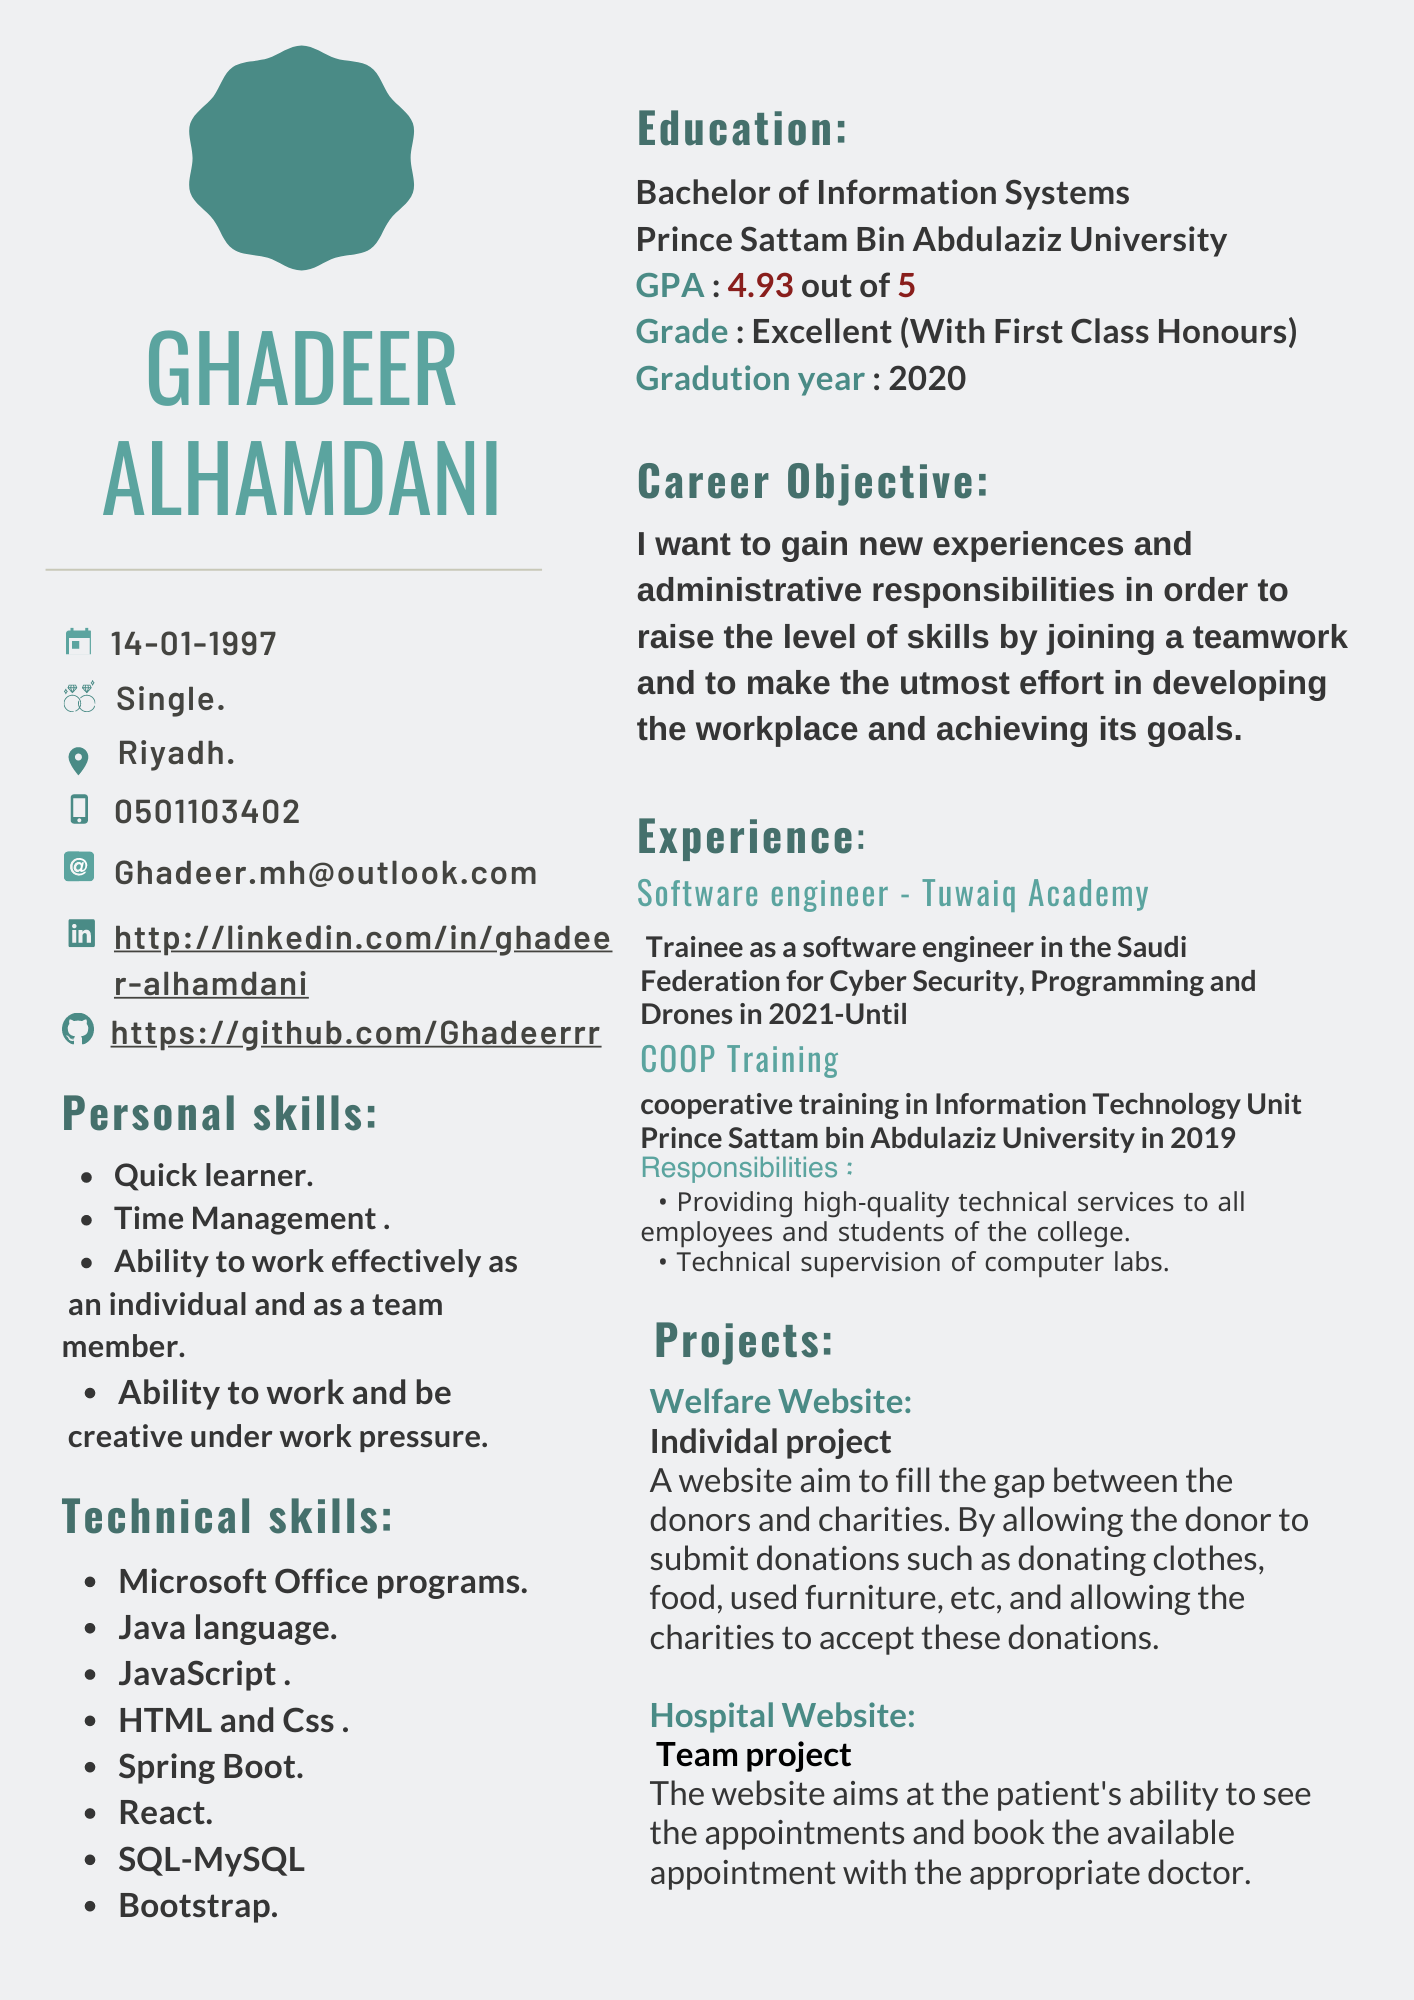 GHADEER
ALHAMDANI
14-01-1997
Single.
Riyadh.
0501103402
Ghadeer.mh@outlook.com
http://linkedin.com/in/ghadee
r-alhamdani
https://github.com/Ghadeerrr
Personal skills:
• Quick learner.
• Time Management .
• Ability to work effectively as
an individual and as a team
member.
• Ability to work and be
creative under work pressure.
Technical skills:
• Microsoft Office programs.
• Java language.
• JavaScript .
• HTML and Css .
• Spring Boot.
• React.
• SQL-MySQL
• Bootstrap.
Education:
Bachelor of Information Systems
Prince Sattam Bin Abdulaziz University
GPA : 4.93 out of 5
Grade : Excellent (With First Class Honours)
Gradution year : 2020
Career Objective:
I want to gain new experiences and
administrative responsibilities in order to
raise the level of skills by joining a teamwork
and to make the utmost effort in developing
the workplace and achieving its goals.
Experience:
Software engineer - Tuwaiq Academy
Trainee as a software engineer in the Saudi
Federation for Cyber Security, Programming and
Drones in 2021-Until
COOP Training
cooperative training in Information Technology Unit
Prince Sattam bin Abdulaziz University in 2019
Responsibilities :
• Providing high-quality technical services to all
employees and students of the college.
• Technical supervision of computer labs.
Projects:
Welfare Website:
Individal project
A website aim to fill the gap between the
donors and charities. By allowing the donor to
submit donations such as donating clothes,
food, used furniture, etc, and allowing the
charities to accept these donations.
Hospital Website:
Team project
The website aims at the patient's ability to see
the appointments and book the available
appointment with the appropriate doctor.